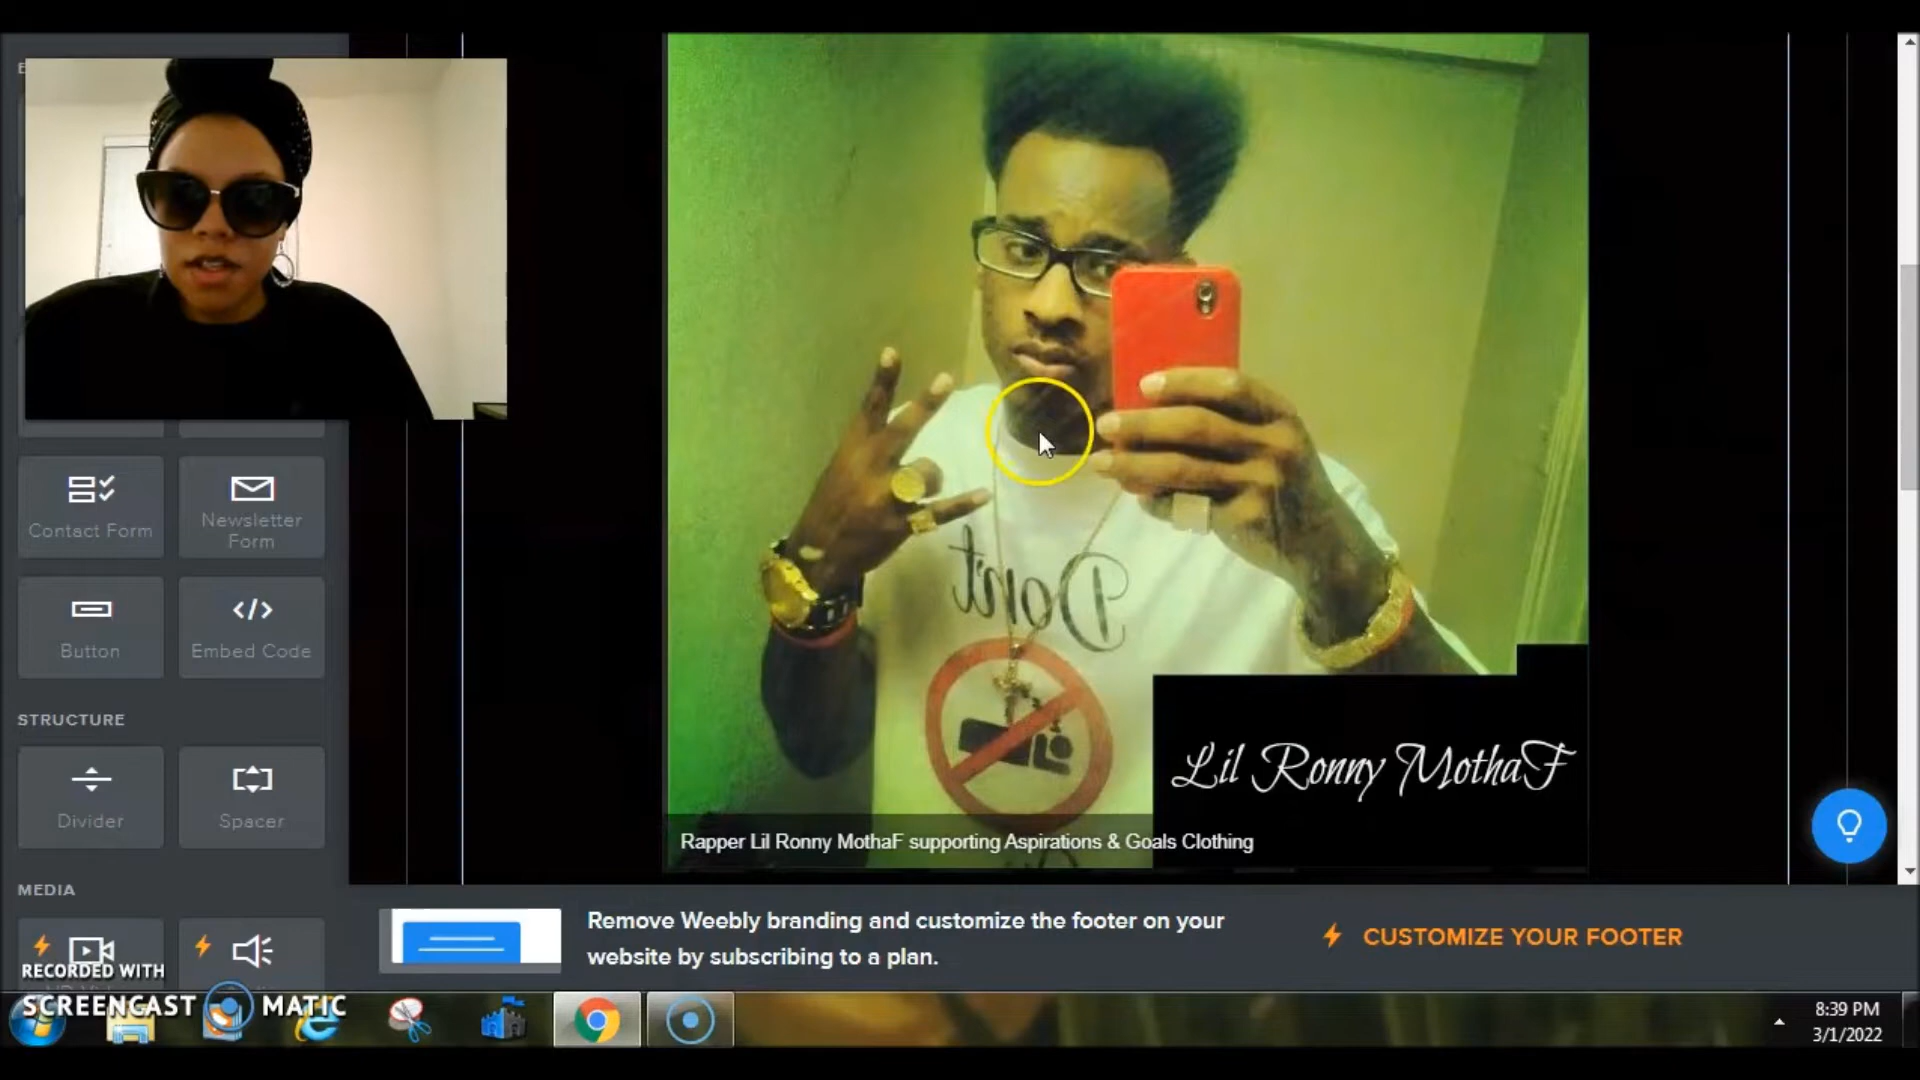 Contact Form
Newsletter
Form
Button
Embed Code
STRUCTURE
Divider
Spacer
MEDIA
RECORDED WITH
SCREENCAST MATIC
Don't
Lil Ronny MothaF
Rapper Lil Ronny MothaF supporting Aspirations & Goals Clothing
Remove Weebly branding and customize the footer on your
website by subscribing to a plan.
CUSTOMIZE YOUR FOOTER
8:39 PM
3/1/2022